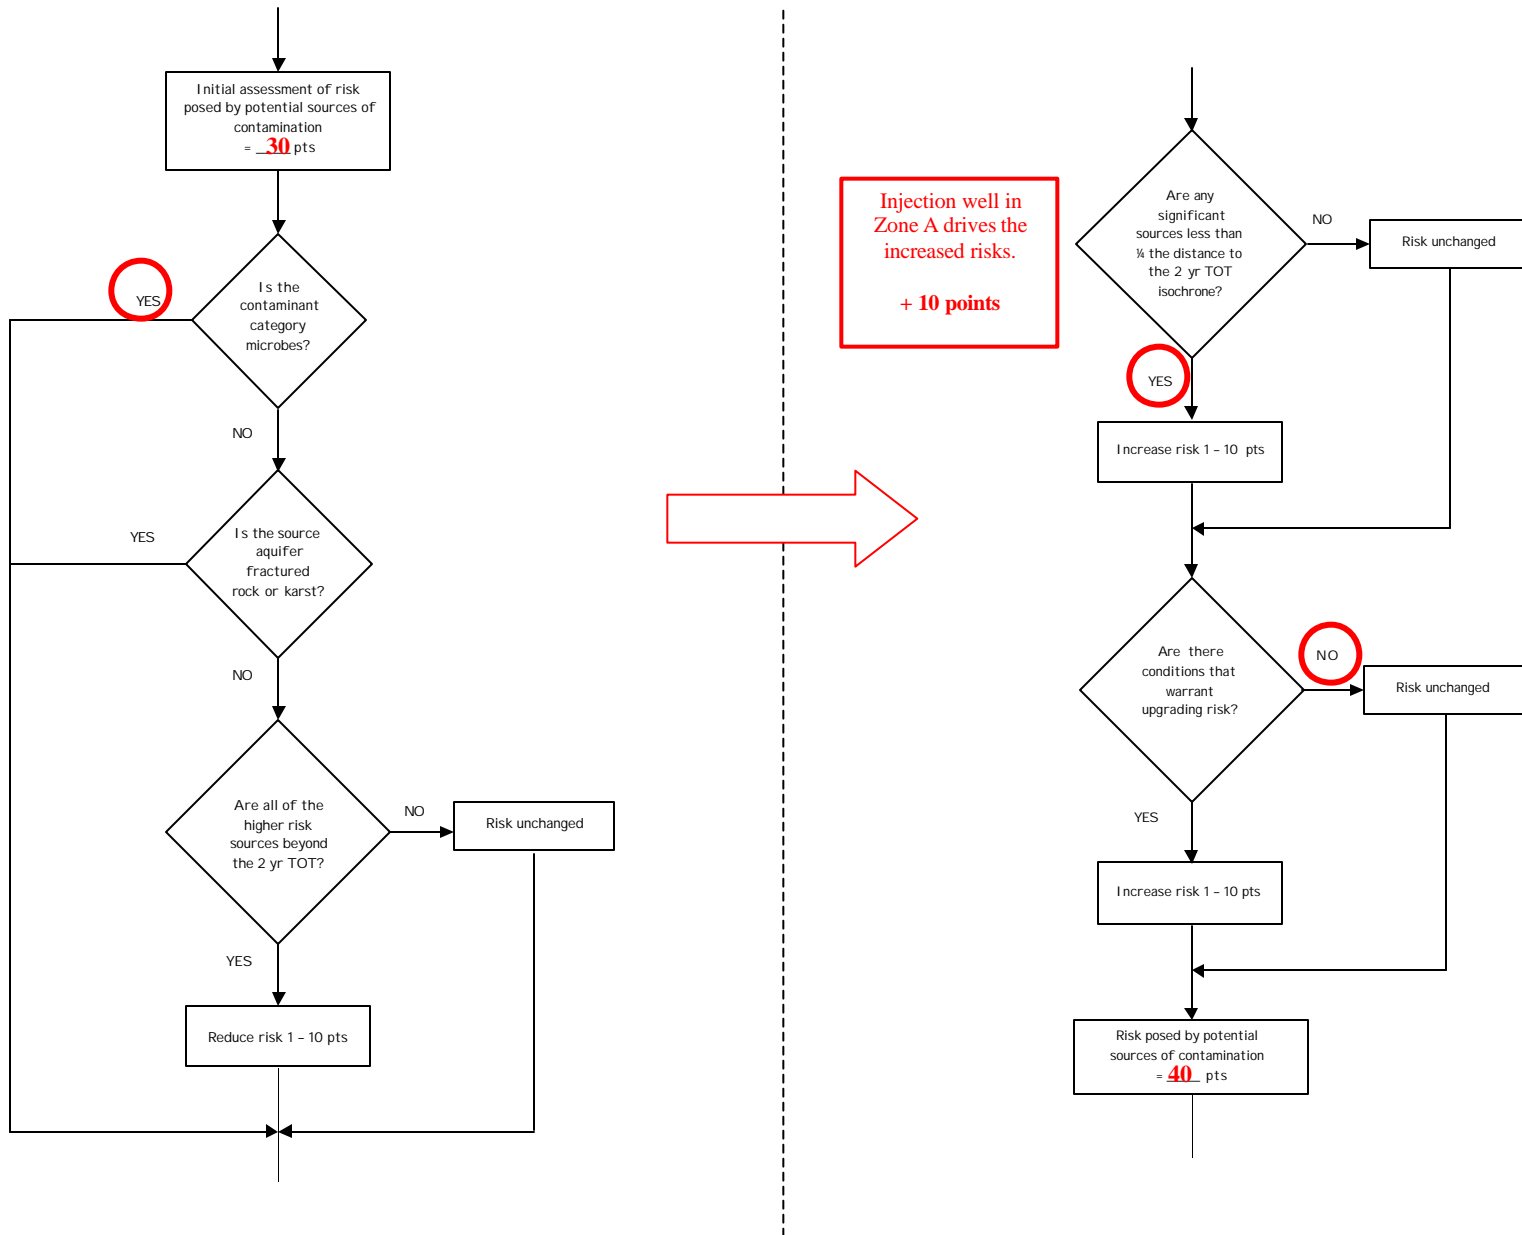 Initial assessment of risk
posed by potential sources of
contamination
= 30 pts
YES
Is the
contaminant
category
microbes?
NO
YES
Is the source
aquifer
fractured
rock or karst?
NO
Are all of the
higher risk
sources beyond
the 2 yr TOT?
NO
Risk unchanged
YES
Reduce risk 1 – 10 pts
Injection well in
Zone A drives the
increased risks.
+ 10 points
Are any
significant
sources less than
¼ the distance to
the 2 yr TOT
isochrone?
NO
Risk unchanged
YES
Increase risk 1 – 10 pts
Are there
conditions that
warrant
upgrading risk?
NO
Risk unchanged
YES
Increase risk 1 – 10 pts
Risk posed by potential
sources of contamination
= 40 pts